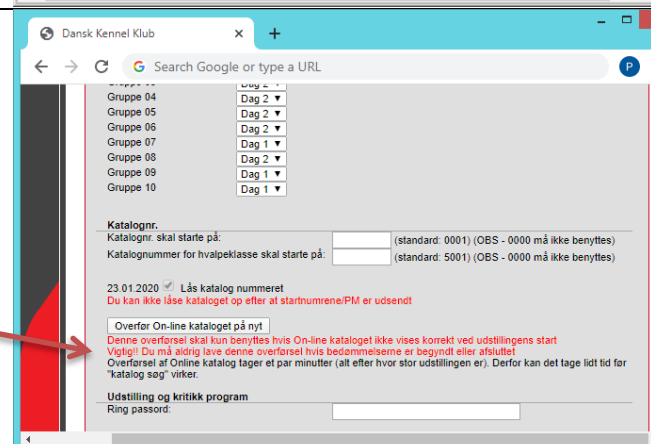 Dansk Kennel Klub
Search Google or type a URL
P
Gruppe 04 Dag 2
Gruppe 05 Dag 2
Gruppe 06 Dag 2
Gruppe 07 Dag 1
Gruppe 08 Dag 2
Gruppe 09 Dag 1
Gruppe 10 Dag 1
Katalognr.
Katalognr. skal starte på: (standard: 0001) (OBS - 0000 må ikke benyttes)
Katalognummer for hvalpeklasse skal starte på: (standard: 5001) (OBS - 0000 må ikke benyttes)
23.01.2020 Lås katalog nummeret
Du kan ikke låse kataloget op efter at startnumrene/PM er udsendt
Overfør On-line kataloget på nyt
Denne overførsel skal kun benyttes hvis On-line kataloget ikke vises korrekt ved udstillingens start
Vigtig!! Du må aldrig lave denne overførsel hvis bedømmelserne er begyndt eller afsluttet
Overførsel af Online katalog tager et par minutter (alt efter hvor stor udstillingen er). Derfor kan det tage lidt tid før
"katalog søg" virker.
Udstilling og kritikk program
Ring passord: